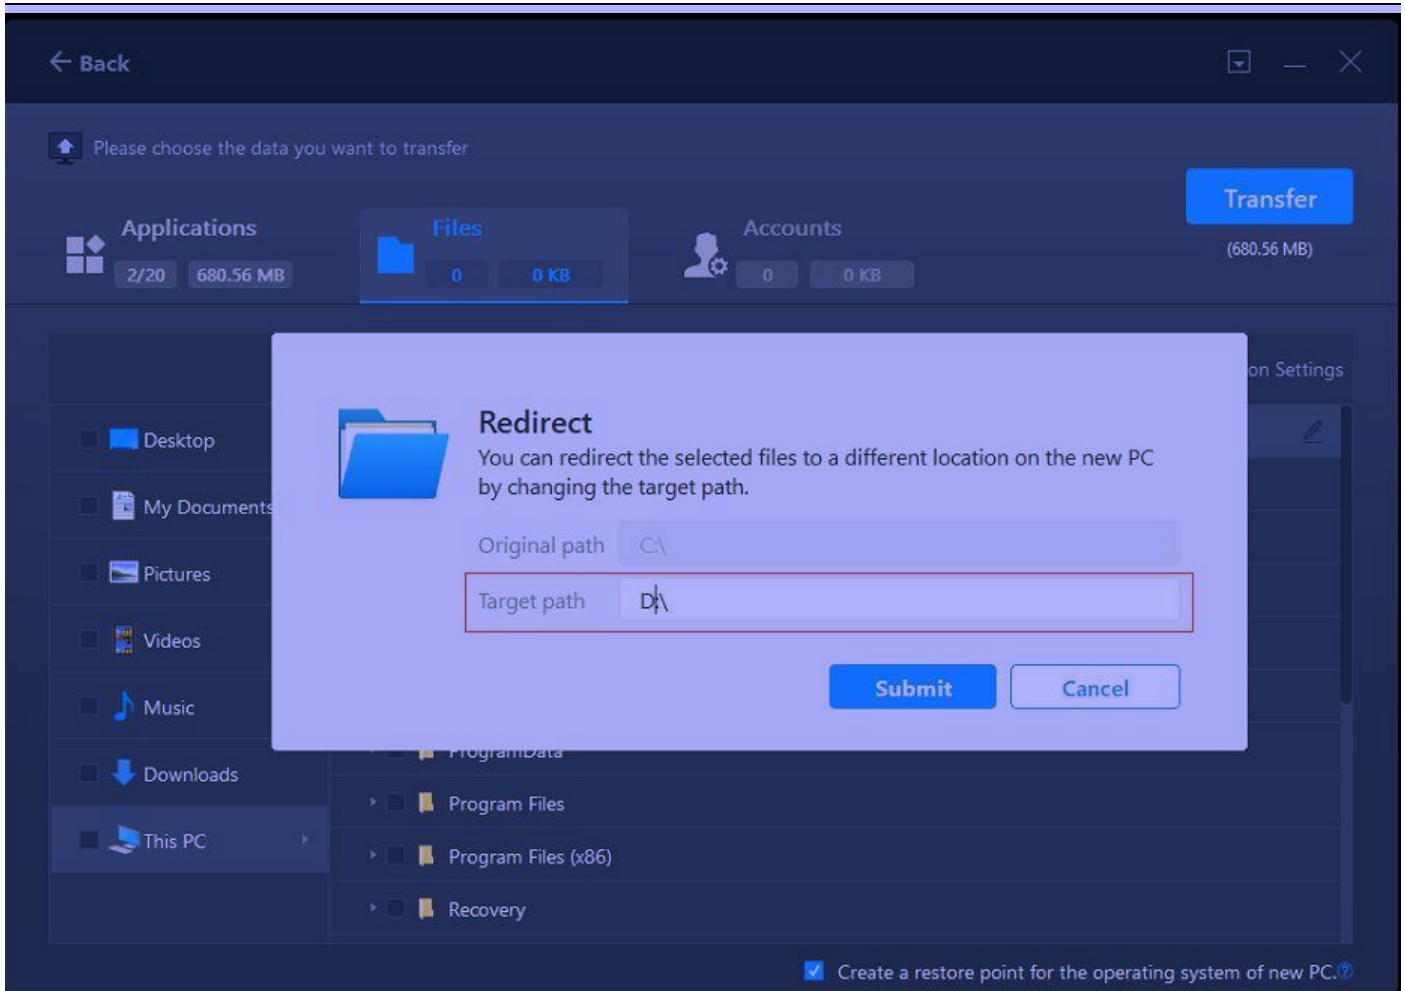 Back
Please choose the data you want to transfer
Transfer
(680.56 MB)
Applications
2/20 680.56 MB
Files
0 0 KB
Accounts
0 0 KB
on Settings
Redirect
You can redirect the selected files to a different location on the new PC
by changing the target path.
Original path C:\
Target path D:\
Submit Cancel
Desktop
My Documents
Pictures
Videos
Music
Downloads
This PC
ProgramData
Program Files
Program Files (x86)
Recovery
Create a restore point for the operating system of new PC.?